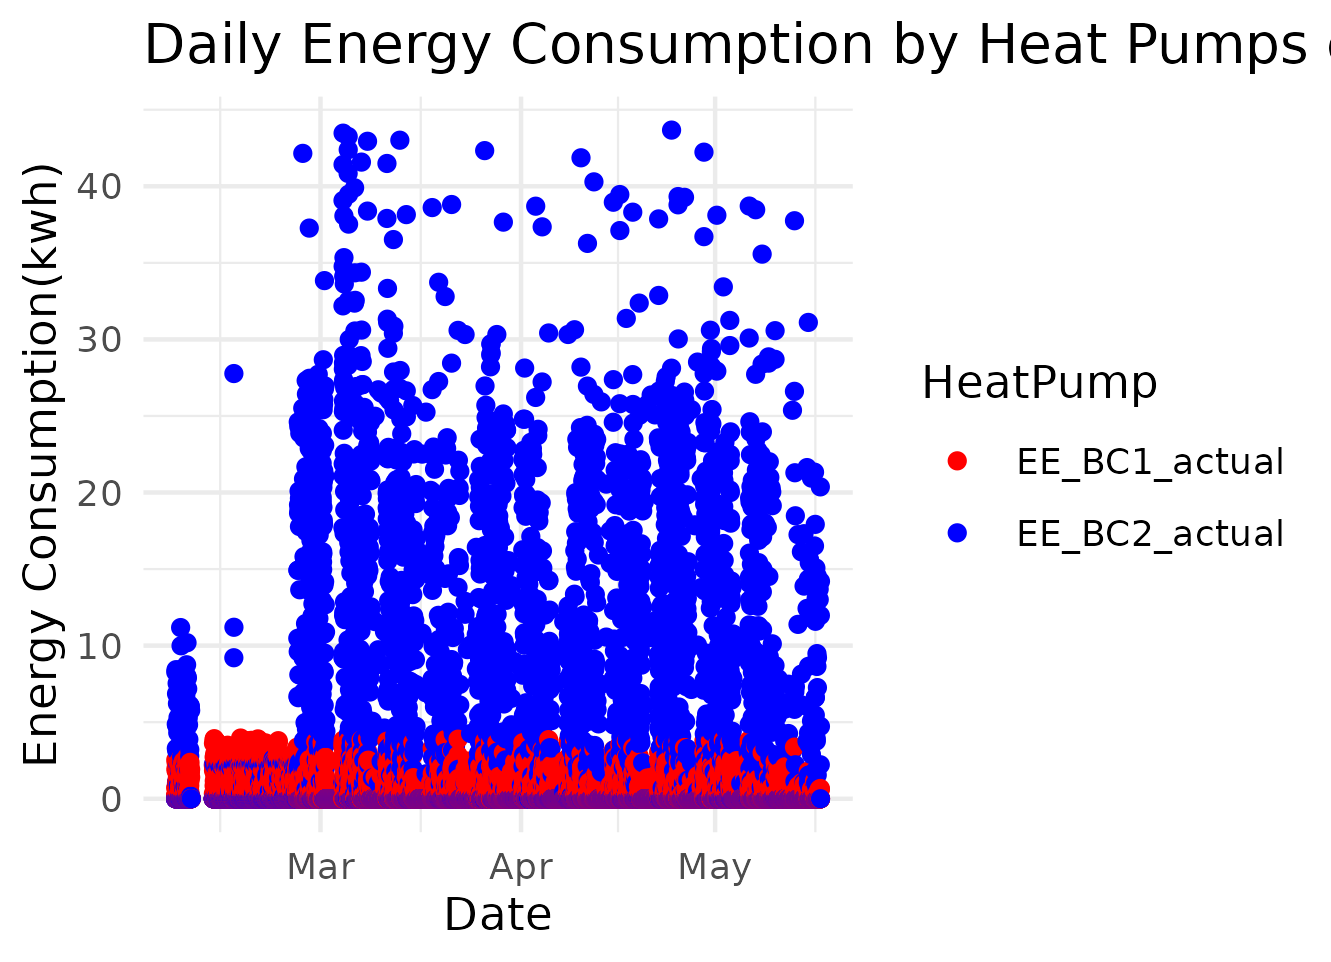 Daily Energy Consumption by Heat Pumps
Energy Consumption(kwh)
40
30
20
10
0
Mar Apr May
Date
HeatPump
EE_BC1_actual
EE_BC2_actual